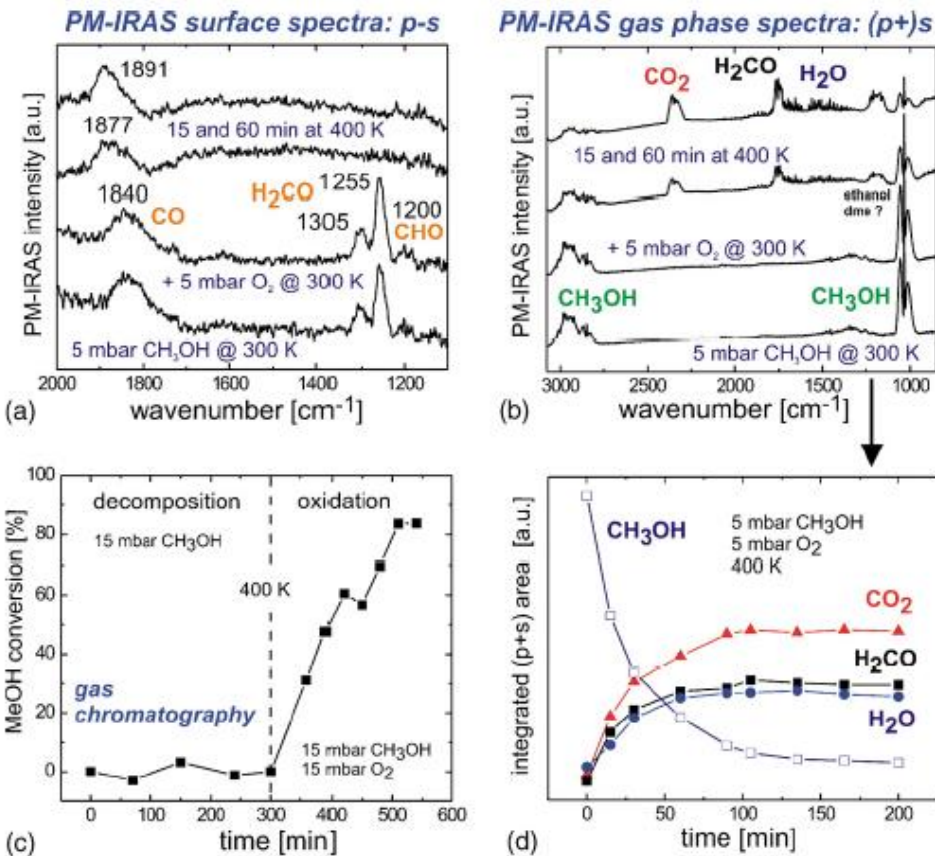 PM-IRAS surface spectra: p-s
PM-IRAS intensity [a.u.]
1891
15 and 60 min at 400 K
1877
1840
CO
H2CO
1255
1305
1200
CHO
+ 5 mbar O2 @ 300 K
5 mbar CH3OH @ 300 K
2000 1800 1600 1400 1200
wavenumber [cm-1]
(a)
PM-IRAS gas phase spectra: (p+)s
PM-IRAS intensity [a.u.]
CO2
H2CO
H2O
15 and 60 min at 400 K
ethanol
dme ?
+ 5 mbar O2 @ 300 K
CH3OH
CH3OH
5 mbar CH3OH @ 300 K
3000 2500 2000 1500 1000
wavenumber [cm-1]
(b)
MeOH conversion [%]
100
80
60
40
20
0
decomposition
oxidation
15 mbar CH3OH
400 K
gas
chromatography
15 mbar CH3OH
15 mbar O2
0 100 200 300 400 500 600
time [min]
(c)
integrated (p+s) area [a.u.]
CH3OH
5 mbar CH3OH
5 mbar O2
400 K
CO2
H2CO
H2O
0 50 100 150 200
time [min]
(d)